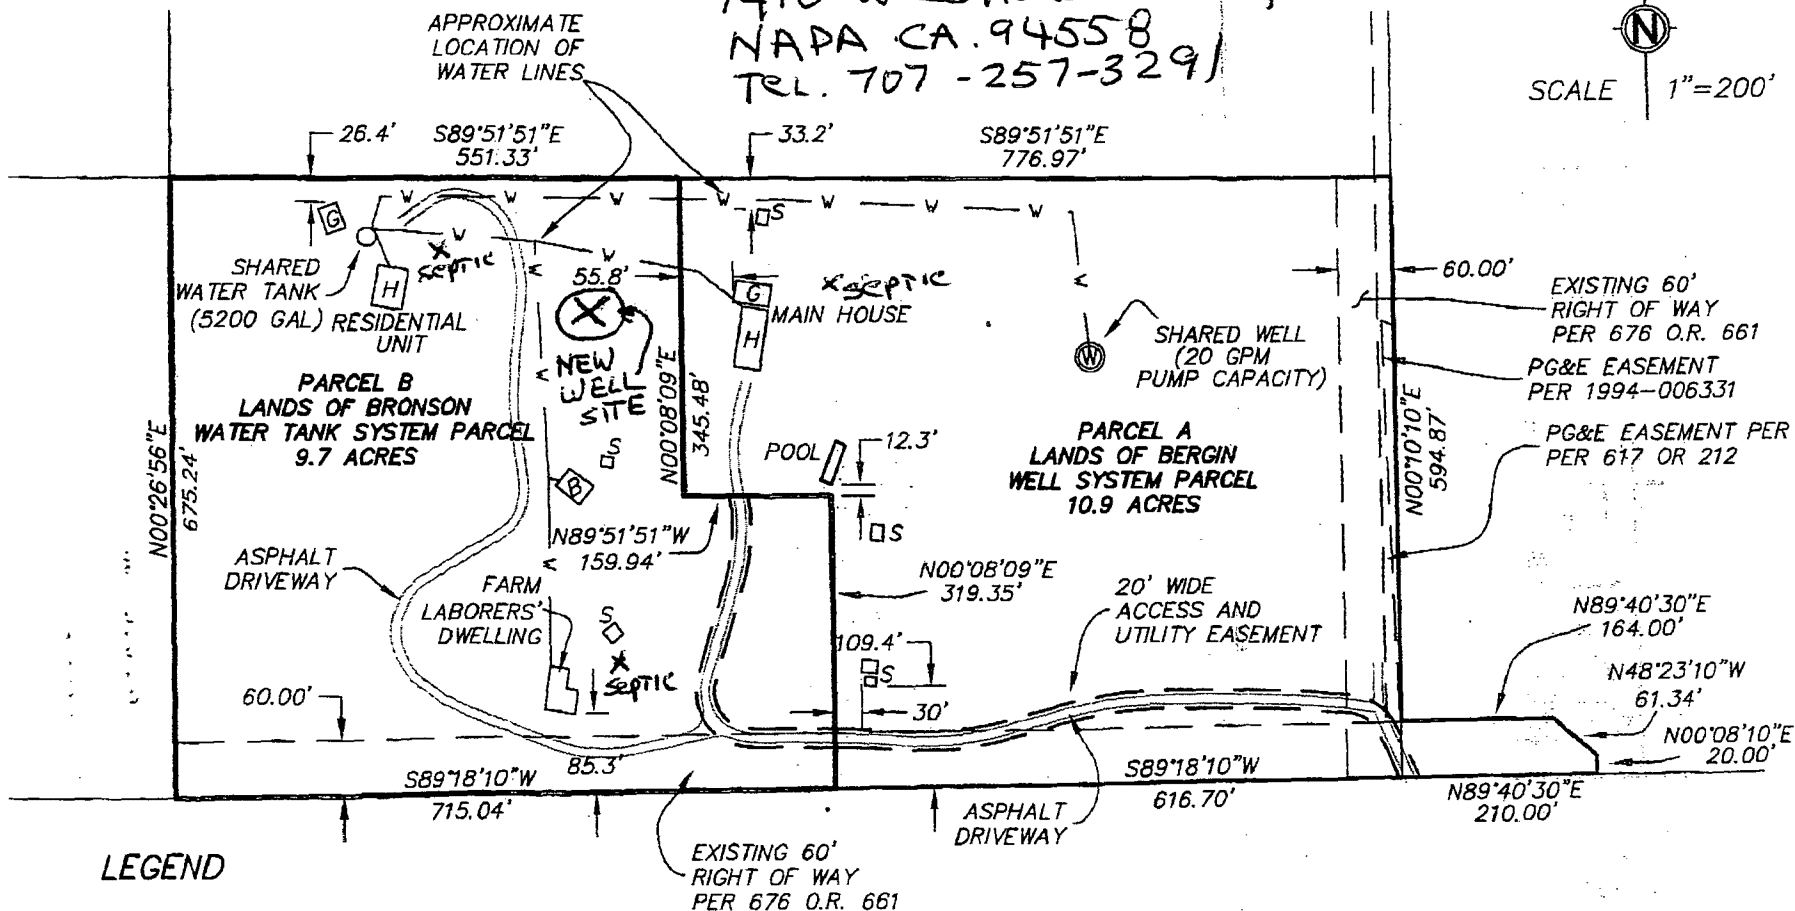 NAPA CA. 94558
TEL. 707-257-3291
N
SCALE 1"=200'
APPROXIMATE
LOCATION OF
WATER LINES
26.4'
S89°51'51"E
551.33'
33.2'
S89°51'51"E
776.97'
W W W W W W W
G
S
W
X
SEPTIC
W
SHARED
WATER TANK
(5200 GAL)
H
RESIDENTIAL
UNIT
55.8'
X
NEW
WELL
SITE
G
X SEPTIC
MAIN HOUSE
H
60.00'
EXISTING 60'
RIGHT OF WAY
PER 676 O.R. 661
SHARED WELL
(20 GPM
PUMP CAPACITY)
W
PG&E EASEMENT
PER 1994-006331
PARCEL B
LANDS OF BRONSON
WATER TANK SYSTEM PARCEL
9.7 ACRES
N00°26'56"E
675.24'
N00°08'09"E
345.48'
S
B
POOL
12.3'
PARCEL A
LANDS OF BERGIN
WELL SYSTEM PARCEL
10.9 ACRES
N00°10'10"E
594.87'
PG&E EASEMENT PER
PER 617 OR 212
N89°51'51"W
159.94'
S
ASPHALT
DRIVEWAY
FARM
LABORERS'
DWELLING
S
X
SEPTIC
N00°08'09"E
319.35'
20' WIDE
ACCESS AND
UTILITY EASEMENT
N89°40'30"E
164.00'
109.4'
S
30'
N48°23'10"W
61.34'
60.00'
N00°08'10"E
20.00'
85.3'
S89°18'10"W
715.04'
S89°18'10"W
616.70'
N89°40'30"E
210.00'
ASPHALT
DRIVEWAY
LEGEND
EXISTING 60'
RIGHT OF WAY
PER 676 O.R. 661